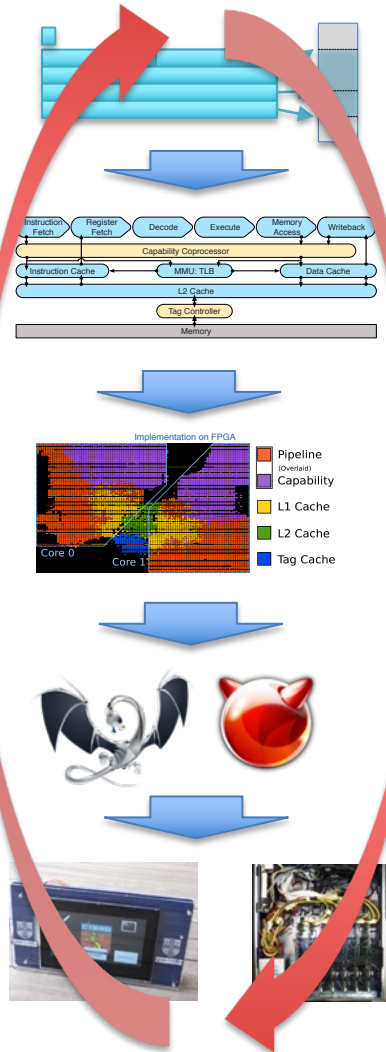 Instruction Fetch
Register Fetch
Decode
Execute
Memory Access
Writeback
Capability Coprocessor
Instruction Cache
MMU: TLB
Data Cache
L2 Cache
Tag Controller
Memory
Implementation on FPGA
Pipeline
(Overlaid)
Capability
L1 Cache
L2 Cache
Tag Cache
Core 0
Core 1